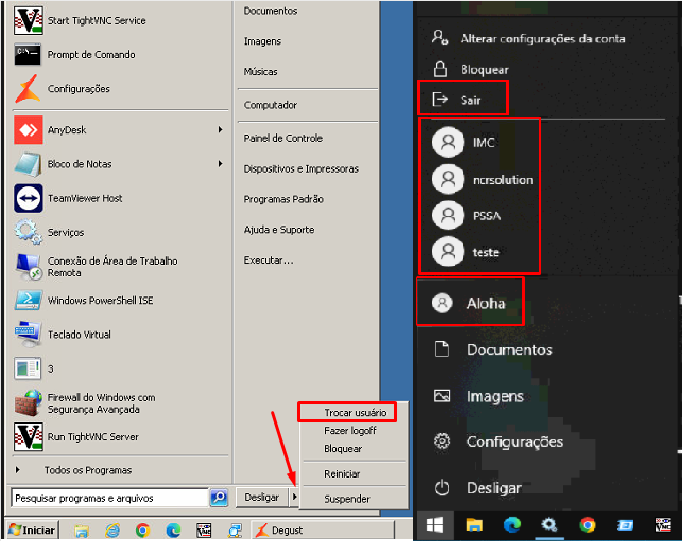 Start TightVNC Service
Prompt de Comando
Configurações
AnyDesk
Bloco de Notas
TeamViewer Host
Serviços
Conexão de Área de Trabalho
Remota
Windows PowerShell ISE
Teclado Virtual
3
Firewall do Windows com
Segurança Avançada
Run TightVNC Server
Todos os Programas
Pesquisar programas e arquivos
Documentos
Imagens
Músicas
Computador
Painel de Controle
Dispositivos e Impressoras
Programas Padrão
Ajuda e Suporte
Executar...
Desligar
Trocar usuário
Fazer logoff
Bloquear
Reiniciar
Suspender
Iniciar
Degust
Alterar configurações da conta
Bloquear
Sair
IMC
ncrsolution
PSSA
teste
Aloha
Documentos
Imagens
Configurações
Desligar